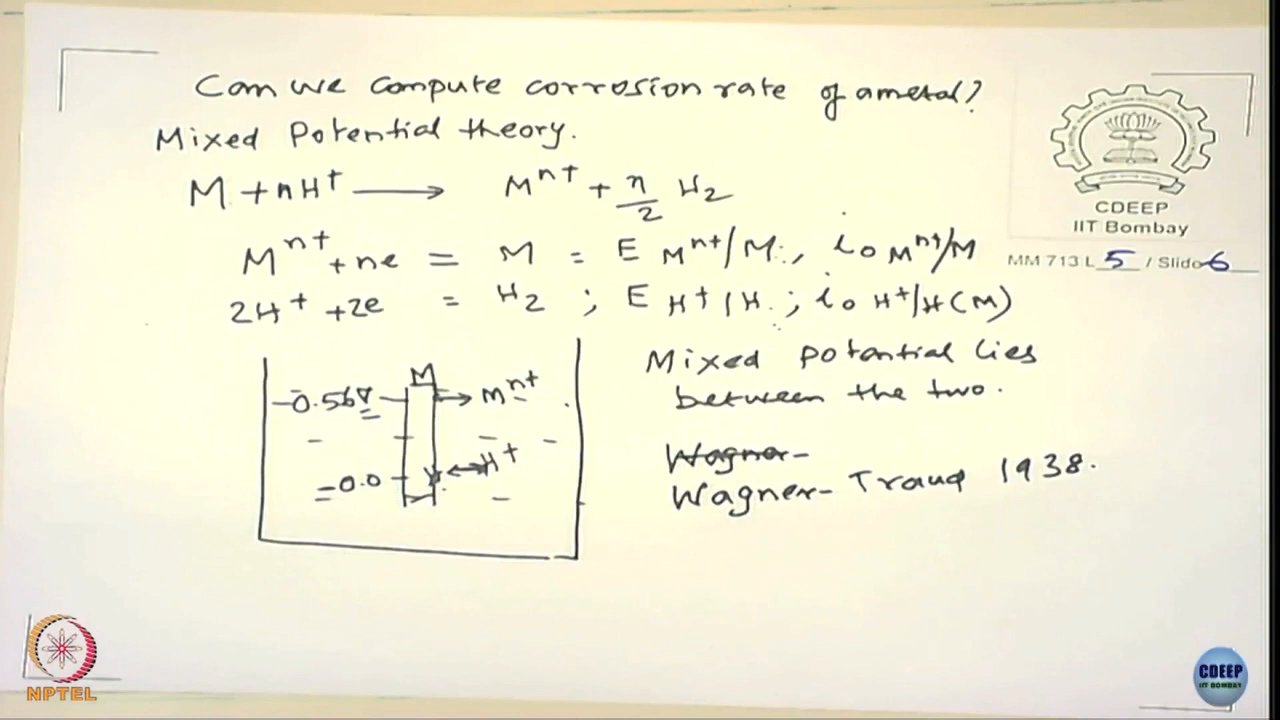 Can we compute corrosion rate of a metal?
Mixed Potential theory.
M + nH⁺ ⟶ Mⁿ⁺ + n/2 H₂
Mⁿ⁺ + ne = M = E Mⁿ⁺/M, i₀ Mⁿ⁺/M
2H⁺ + 2e = H₂ ; E H⁺/H ; i₀ H⁺/H (M)
CDEEP
IIT Bombay
MM 713 L 5 / Slide 6
M
-0.56V
Mⁿ⁺
=0.0
H⁺
Mixed potential lies
between the two.
Wagner-
Wagner- Traud 1938.
NPTEL
CDEEP
IIT BOMBAY